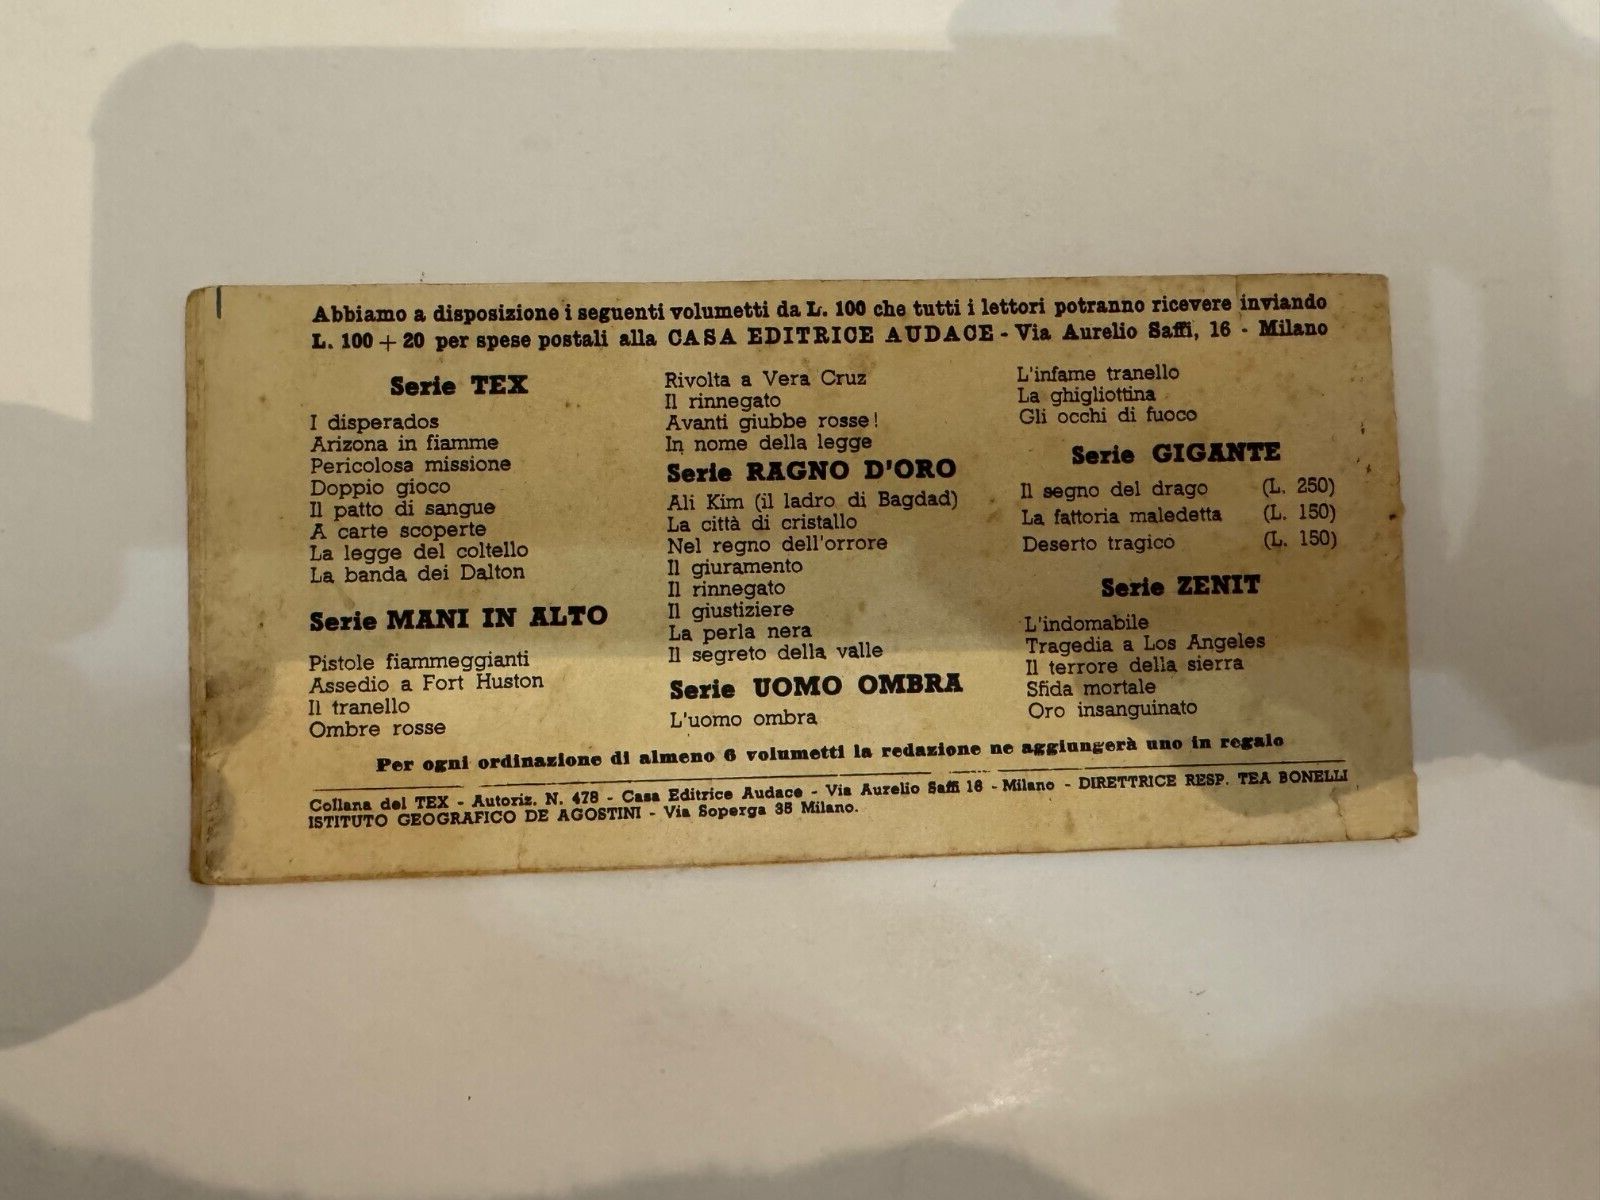 Abbiamo a disposizione i seguenti volumetti da L. 100 che tutti i lettori potranno ricevere inviando
L. 100 + 20 per spese postali alla CASA EDITRICE AUDACE - Via Aurelio Saffi, 16 - Milano
Serie TEX
I disperados
Arizona in fiamme
Pericolosa missione
Doppio gioco
Il patto di sangue
A carte scoperte
La legge del coltello
La banda dei Dalton
Serie MANI IN ALTO
Pistole fiammeggianti
Assedio a Fort Huston
Il tranello
Ombre rosse
Rivolta a Vera Cruz
Il rinnegato
Avanti giubbe rosse!
In nome della legge
Serie RAGNO D'ORO
Ali Kim (il ladro di Bagdad)
La città di cristallo
Nel regno dell'orrore
Il giuramento
Il rinnegato
Il giustiziere
La perla nera
Il segreto della valle
Serie UOMO OMBRA
L'uomo ombra
L'infame tranello
La ghigliottina
Gli occhi di fuoco
Serie GIGANTE
Il segno del drago (L. 250)
La fattoria maledetta (L. 150)
Deserto tragico (L. 150)
Serie ZENIT
L'indomabile
Tragedia a Los Angeles
Il terrore della sierra
Sfida mortale
Oro insanguinato
Per ogni ordinazione di almeno 6 volumetti la redazione ne aggiungerà uno in regalo
Collana del TEX - Autoriz. N. 478 - Casa Editrice Audace - Via Aurelio Saffi 16 - Milano - DIRETTRICE RESP. TEA BONELLI
ISTITUTO GEOGRAFICO DE AGOSTINI - Via Soperga 35 Milano.